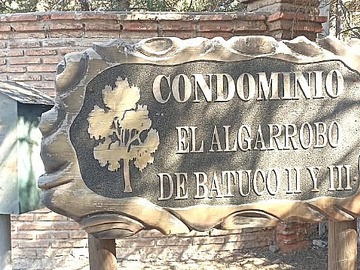 CONDOMINIO
EL ALGARROBO
DE BATUCO II Y III